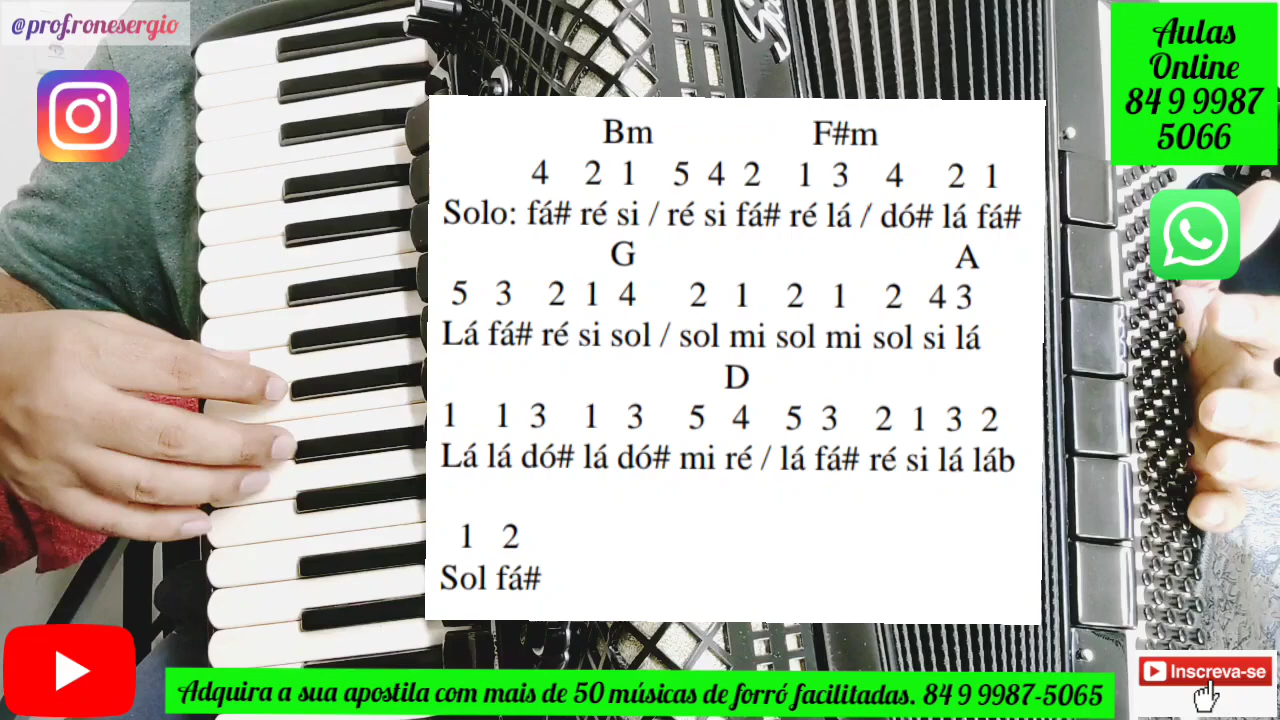 @prof.ronesergio
Aulas
Online
84 9 9987
5066
Bm F#m
4 2 1 5 4 2 1 3 4 2 1
Solo: fá# ré si / ré si fá# ré lá / dó# lá fá#
G A
5 3 2 1 4 2 1 2 1 2 4 3
Lá fá# ré si sol / sol mi sol mi sol si lá
D
1 1 3 1 3 5 4 5 3 2 1 3 2
Lá lá dó# lá dó# mi ré / lá fá# ré si lá láb
1 2
Sol fá#
Adquira a sua apostila com mais de 50 músicas de forró facilitadas. 84 9 9987-5065
Inscreva-se